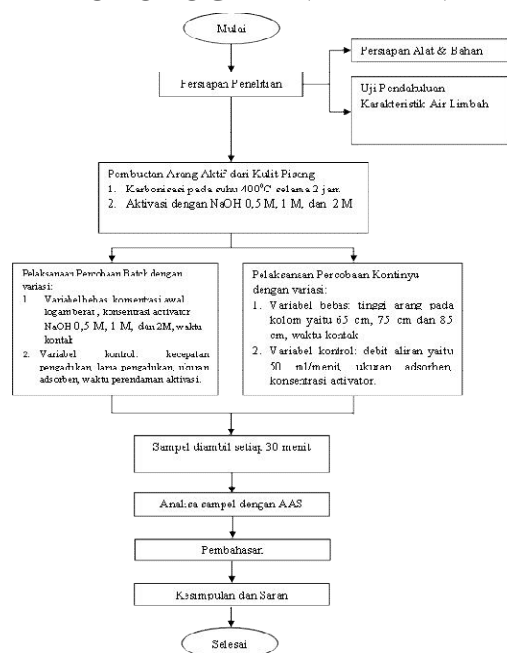 Mulai
Persiapan Alat & Bahan
Persiapan Penelitian
Uji Pendahuluan
Karakteristik Air Limbah
Pembuatan Arang Aktif dari Kulit Pisang
1. Karbonisasi pada suhu 400°C selama 2 jam
2. Aktivasi dengan NaOH 0,5 M, 1 M, dan 2 M
Pelaksanaan Percobaan Batch dengan
variasi:
1 Variabel bebas: konsentrasi awal
logam berat, konsentrasi activator
NaOH 0,5 M, 1 M, dan 2M, waktu
kontak
2. Variabel kontrol: kecepatan
pengadukan, lama pengadukan, ukuran
adsorben, waktu perendaman aktivasi.
Pelaksanaan Percobaan Kontinyu
dengan variasi:
1. Variabel bebas: tinggi arang pada
kolom yaitu 65 cm, 75 cm dan 85
cm, waktu kontak
2. Variabel kontrol: debit aliran yaitu
50 ml/menit, ukuran adsorben,
konsentrasi activator.
Sampel diambil setiap 30 menit
Analisa sampel dengan AAS
Pembahasan
Kesimpulan dan Saran
Selesai